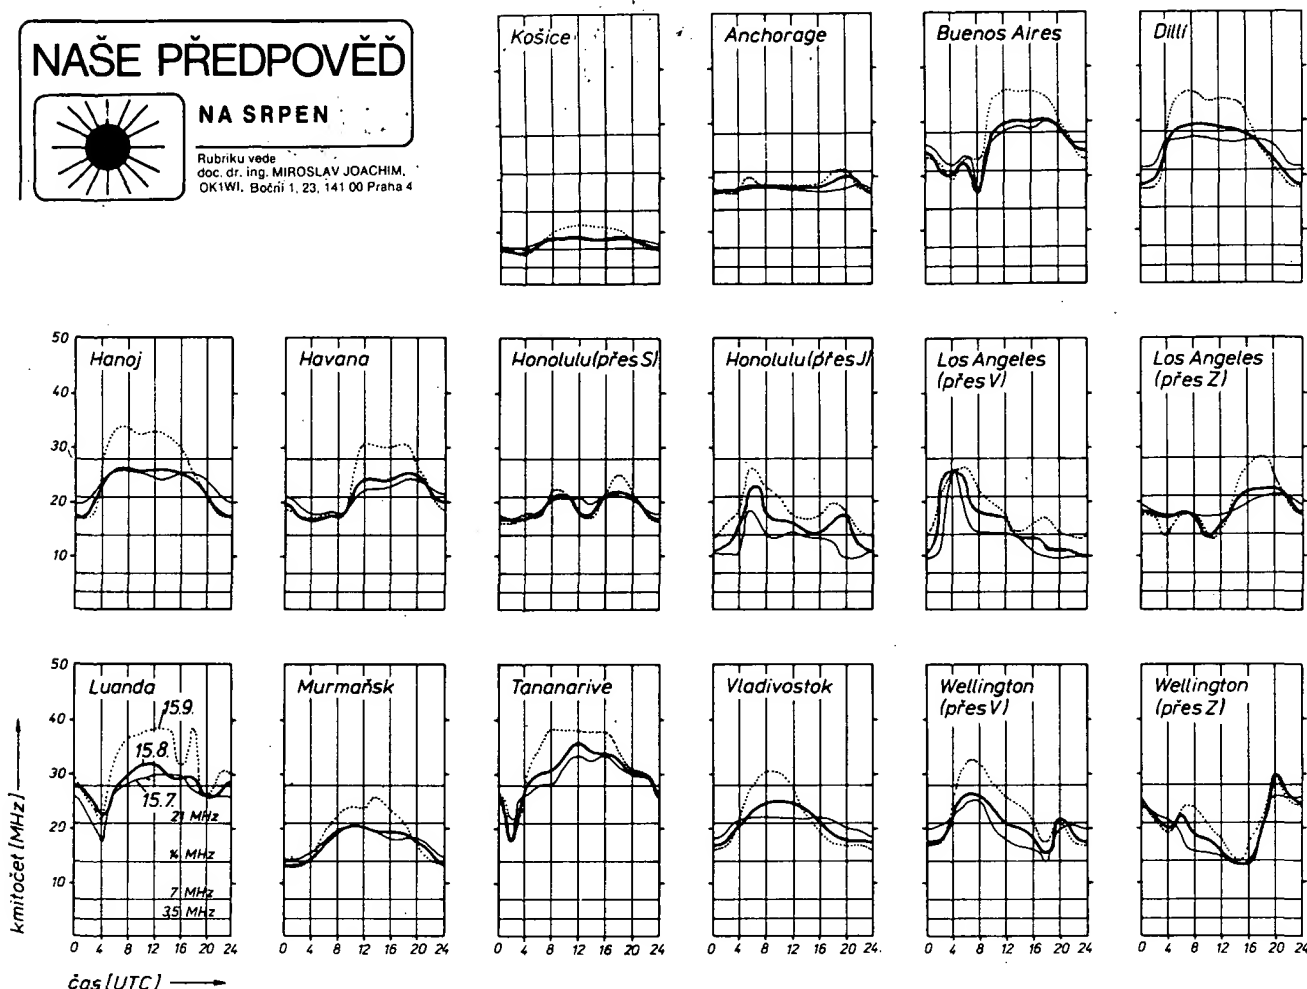 NAŠE PŘEDPOVĚĎ
NA SRPEN
Rubriku vede
doc. dr. ing. MIROSLAV JOACHIM,
OK1WI, Boční 1, 23, 141 00 Praha 4
Košice
Anchorage
Buenos Aires
Dillí
50
40
30
20
10
Hanoj
Havana
Honolulu (přes S)
Honolulu (přes J)
Los Angeles
(přes V)
Los Angeles
(přes Z)
50
40
30
20
10
kmitočet [MHz]
Luanda
15.9.
15.8.
15.7.
21 MHz
14 MHz
7 MHz
3,5 MHz
Murmaňsk
Tananarive
Vladivostok
Wellington
(přes V)
Wellington
(přes Z)
0 4 8 12 16 20 24
0 4 8 12 16 20 24
0 4 8 12 16 20 24
0 4 8 12 16 20 24
0 4 8 12 16 20 24
0 4 8 12 16 20 24
čas [UTC]